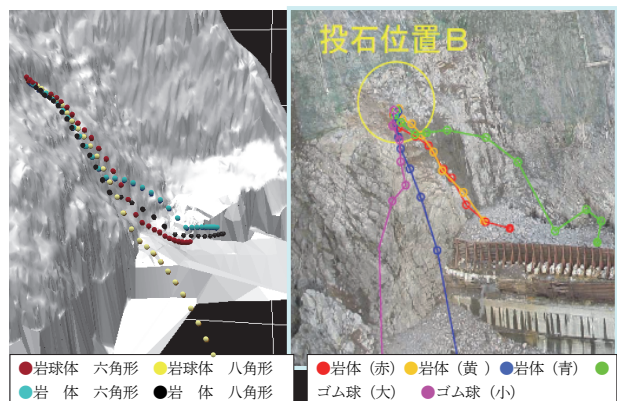 投石位置B
●岩球体　六角形　●岩球体　八角形
●岩　体　六角形　●岩　体　八角形
●岩体（赤）　●岩体（黄 ）●岩体（青）　●
ゴム球（大）　●ゴム球（小）